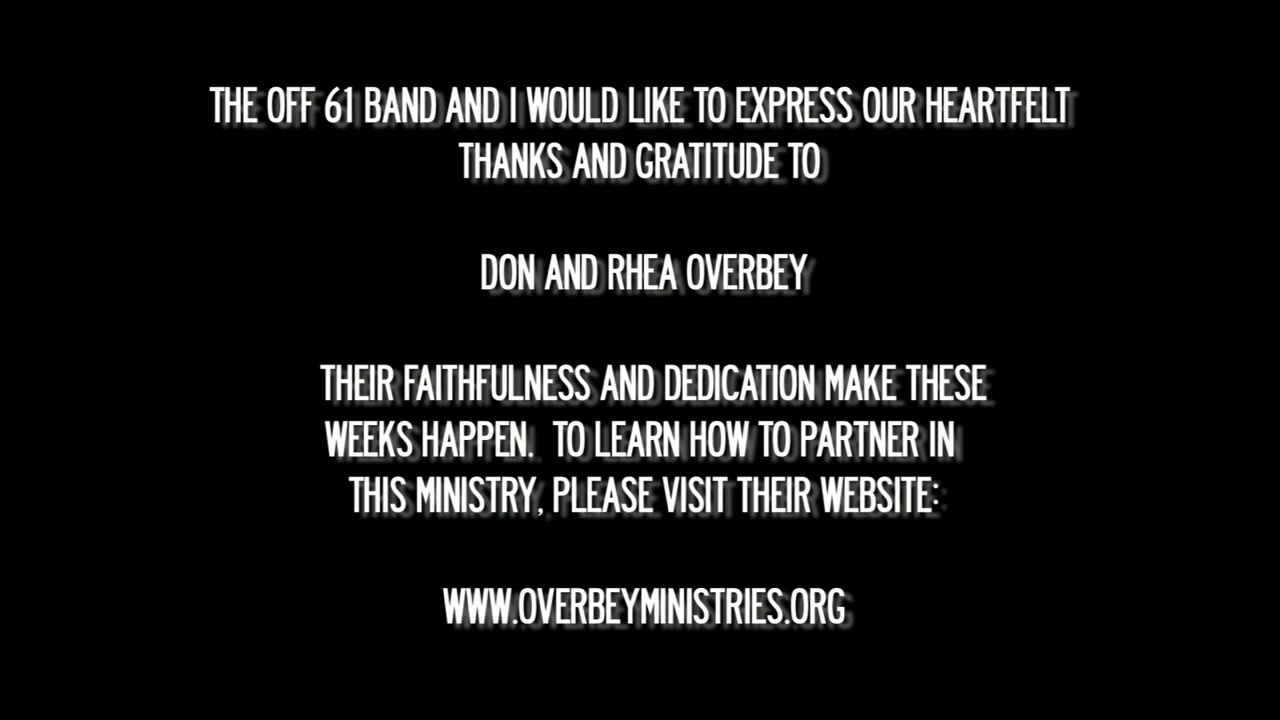 THE OFF 61 BAND AND I WOULD LIKE TO EXPRESS OUR HEARTFELT
THANKS AND GRATITUDE TO
DON AND RHEA OVERBEY
THEIR FAITHFULNESS AND DEDICATION MAKE THESE
WEEKS HAPPEN.  TO LEARN HOW TO PARTNER IN
THIS MINISTRY, PLEASE VISIT THEIR WEBSITE:
WWW.OVERBEYMINISTRIES.ORG